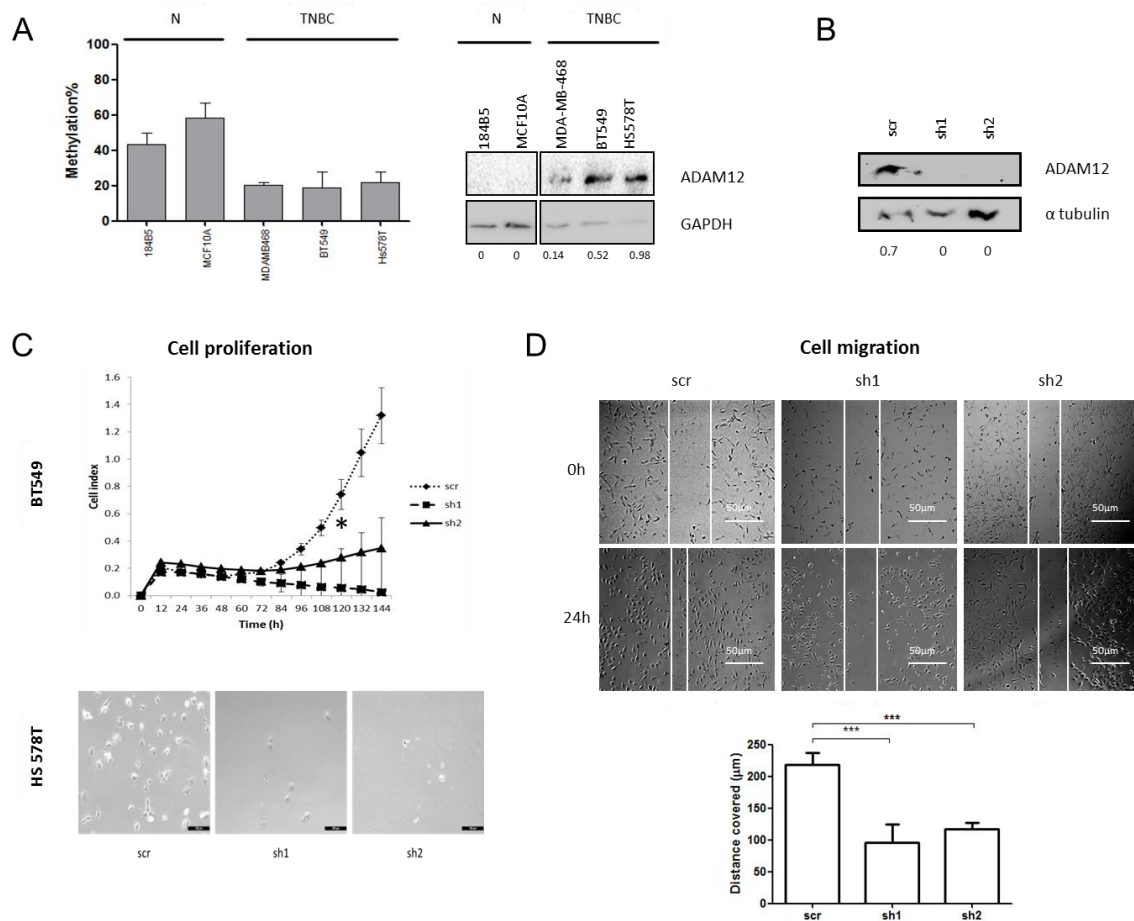 A
N
TNBC
100
80
60
40
20
0
Methylation%
184B5
MCF10A
MDAMB468
BT549
Hs578T
N
TNBC
184B5
MCF10A
MDA-MB-468
BT549
HS578T
ADAM12
GAPDH
0 0 0.14 0.52 0.98
B
scr sh1 sh2
ADAM12
α tubulin
0.7 0 0
C
Cell proliferation
BT549
Cell index
1.6
1.4
1.2
1.0
0.8
0.6
0.4
0.2
0.0
*
scr
sh1
sh2
0 12 24 36 48 60 72 84 96 108 120 132 144
Time (h)
HS 578T
scr sh1 sh2
D
Cell migration
scr sh1 sh2
0h
50µm 50µm 50µm
24h
50µm 50µm 50µm
***
***
Distance covered (µm)
250
200
150
100
50
0
scr sh1 sh2